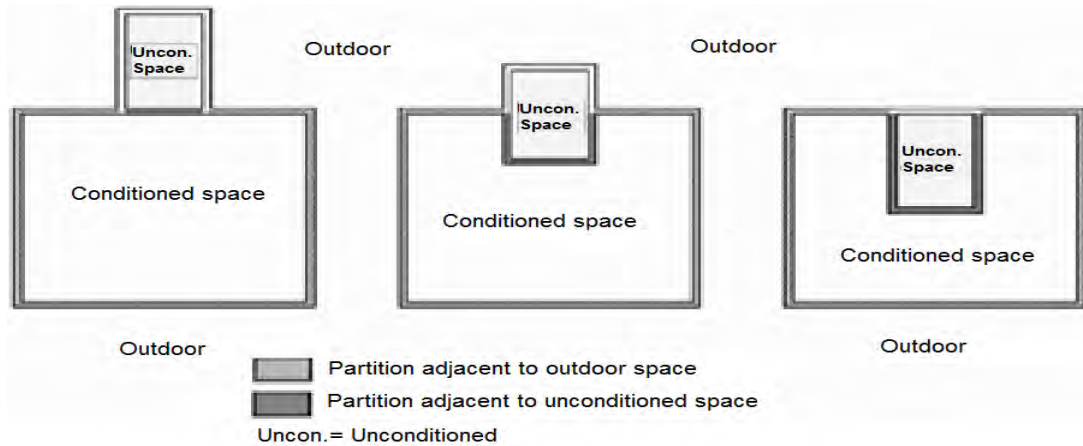 Uncon.
Space
Outdoor
Outdoor
Uncon.
Space
Uncon.
Space
Conditioned space
Conditioned space
Conditioned space
Outdoor
Outdoor
Partition adjacent to outdoor space
Partition adjacent to unconditioned space
Uncon.= Unconditioned